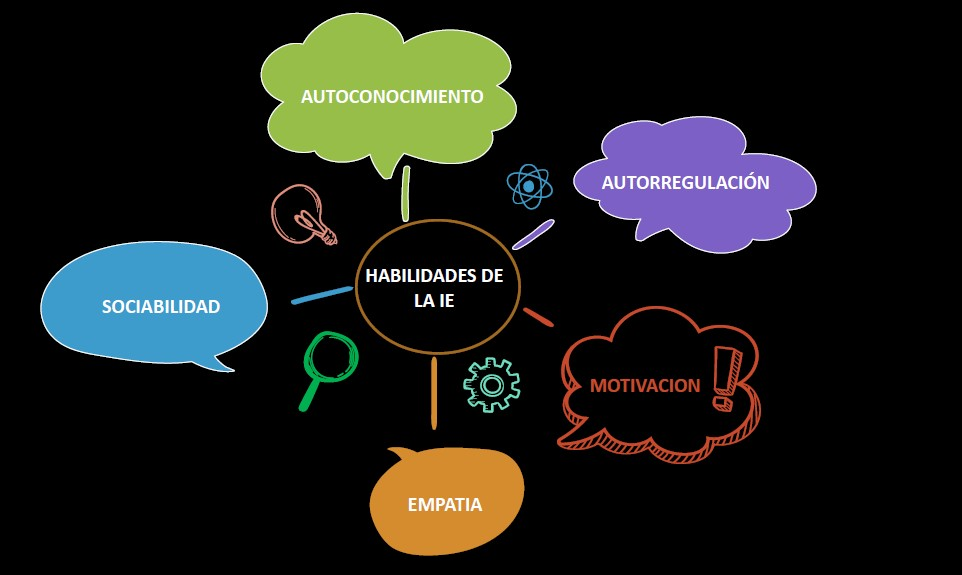 AUTOCONOCIMIENTO
AUTORREGULACIÓN
HABILIDADES DE
LA IE
SOCIABILIDAD
MOTIVACION
EMPATIA